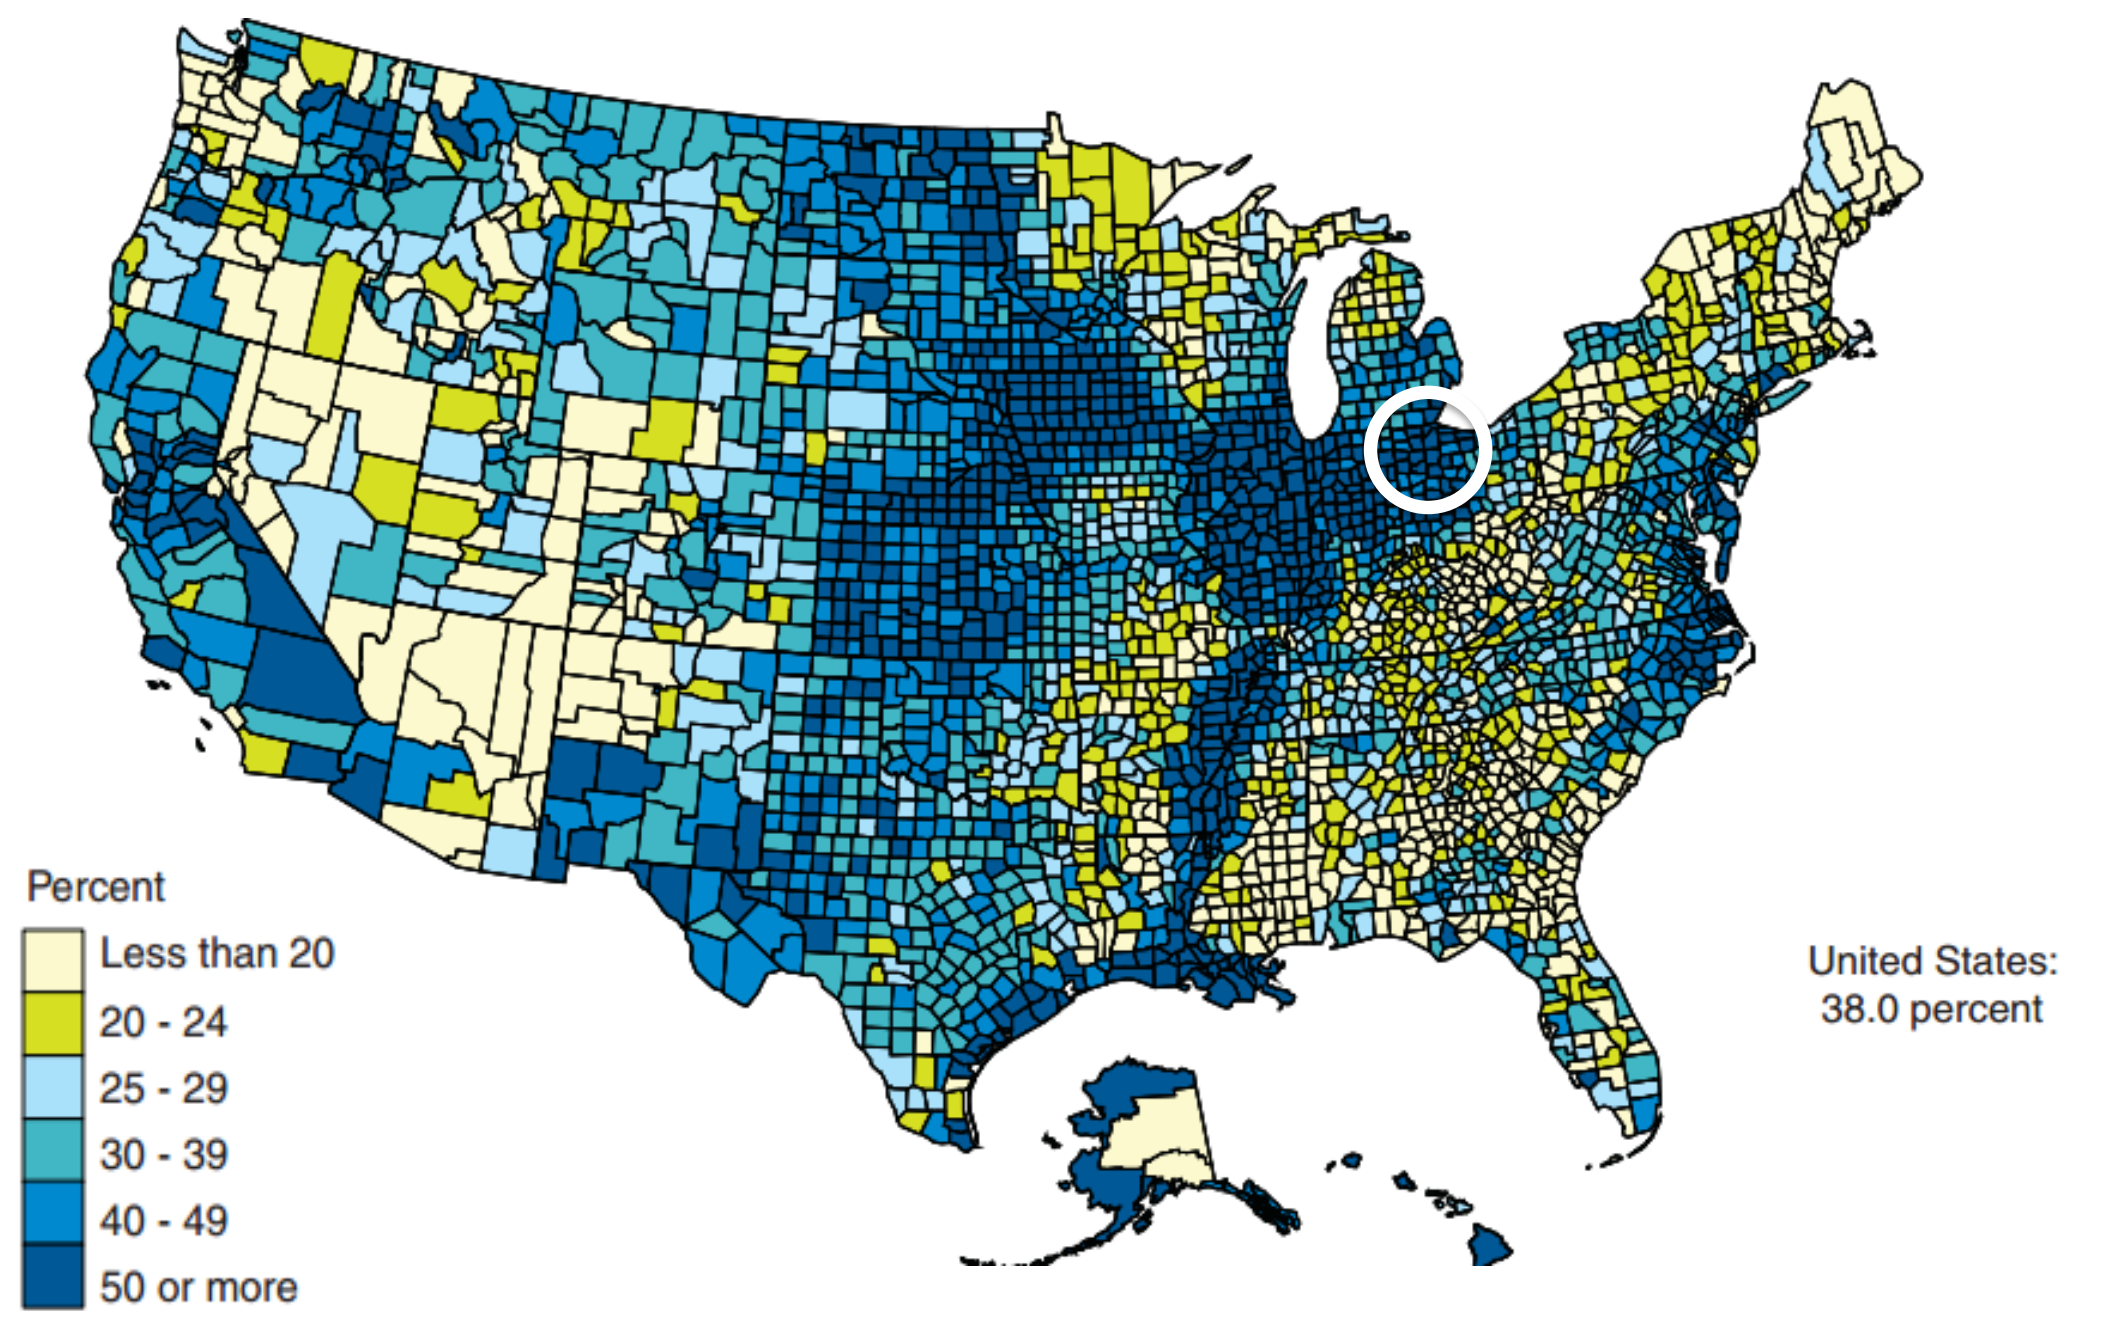 Percent
Less than 20
20 - 24
25 - 29
30 - 39
40 - 49
50 or more
United States:
38.0 percent